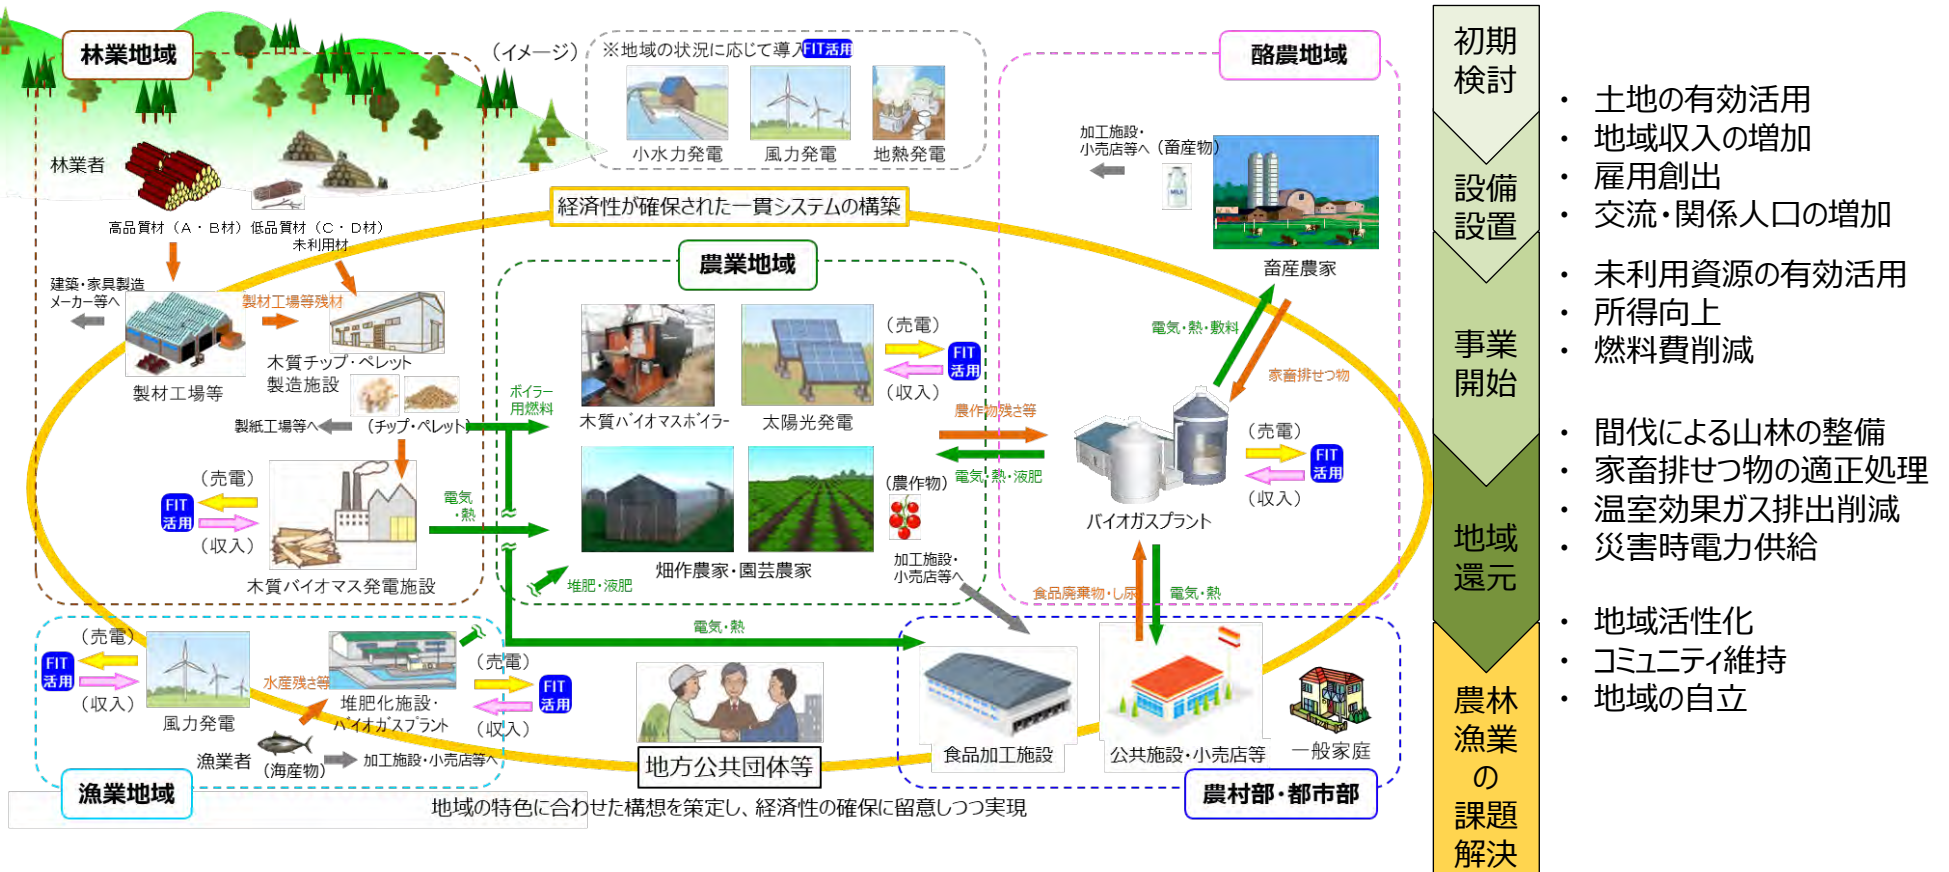 林業地域
(イメージ)
※地域の状況に応じて導入
FIT活用
小水力発電
風力発電
地熱発電
酪農地域
林業者
高品質材(A・B材)
低品質材(C・D材)
未利用材
建築・家具製造
メーカー等へ
製材工場等
製材工場等残材
木質チップ・ペレット
製造施設
製紙工場等へ
(チップ・ペレット)
(売電)
FIT
活用
(収入)
木質バイオマス発電施設
経済性が確保された一貫システムの構築
農業地域
ボイラー
用燃料
木質バイオマスボイラー
太陽光発電
(売電)
FIT
活用
(収入)
電気
・熱
畑作農家・園芸農家
(農作物)
加工施設・
小売店等へ
堆肥・液肥
電気・熱
加工施設・
小売店等へ
(畜産物)
MILK
畜産農家
電気・熱・敷料
家畜排せつ物
農作物残さ等
電気・熱・液肥
バイオガスプラント
(売電)
FIT
活用
(収入)
食品廃棄物・し尿
電気・熱
(売電)
FIT
活用
(収入)
風力発電
水産残さ等
堆肥化施設・
バイオガスプラント
(売電)
FIT
活用
(収入)
漁業者
(海産物)
加工施設・小売店等へ
漁業地域
地方公共団体等
食品加工施設
公共施設・小売店等
一般家庭
農村部・都市部
地域の特色に合わせた構想を策定し、経済性の確保に留意しつつ実現
初期
検討
設備
設置
事業
開始
地域
還元
農林
漁業
の
課題
解決
・ 土地の有効活用
・ 地域収入の増加
・ 雇用創出
・ 交流・関係人口の増加
・ 未利用資源の有効活用
・ 所得向上
・ 燃料費削減
・ 間伐による山林の整備
・ 家畜排せつ物の適正処理
・ 温室効果ガス排出削減
・ 災害時電力供給
・ 地域活性化
・ コミュニティ維持
・ 地域の自立